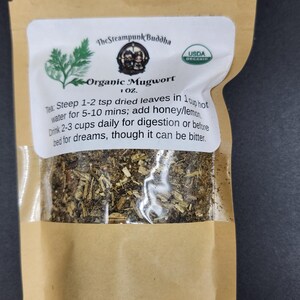 TheSteampunkBuddha
USDA
ORGANIC
Organic Mugwort
1 OZ.
Tea: Steep 1-2 tsp dried leaves in 1 cup hot
water for 5-10 mins; add honey/lemon.
Drink 2-3 cups daily for digestion or before
bed for dreams, though it can be bitter.